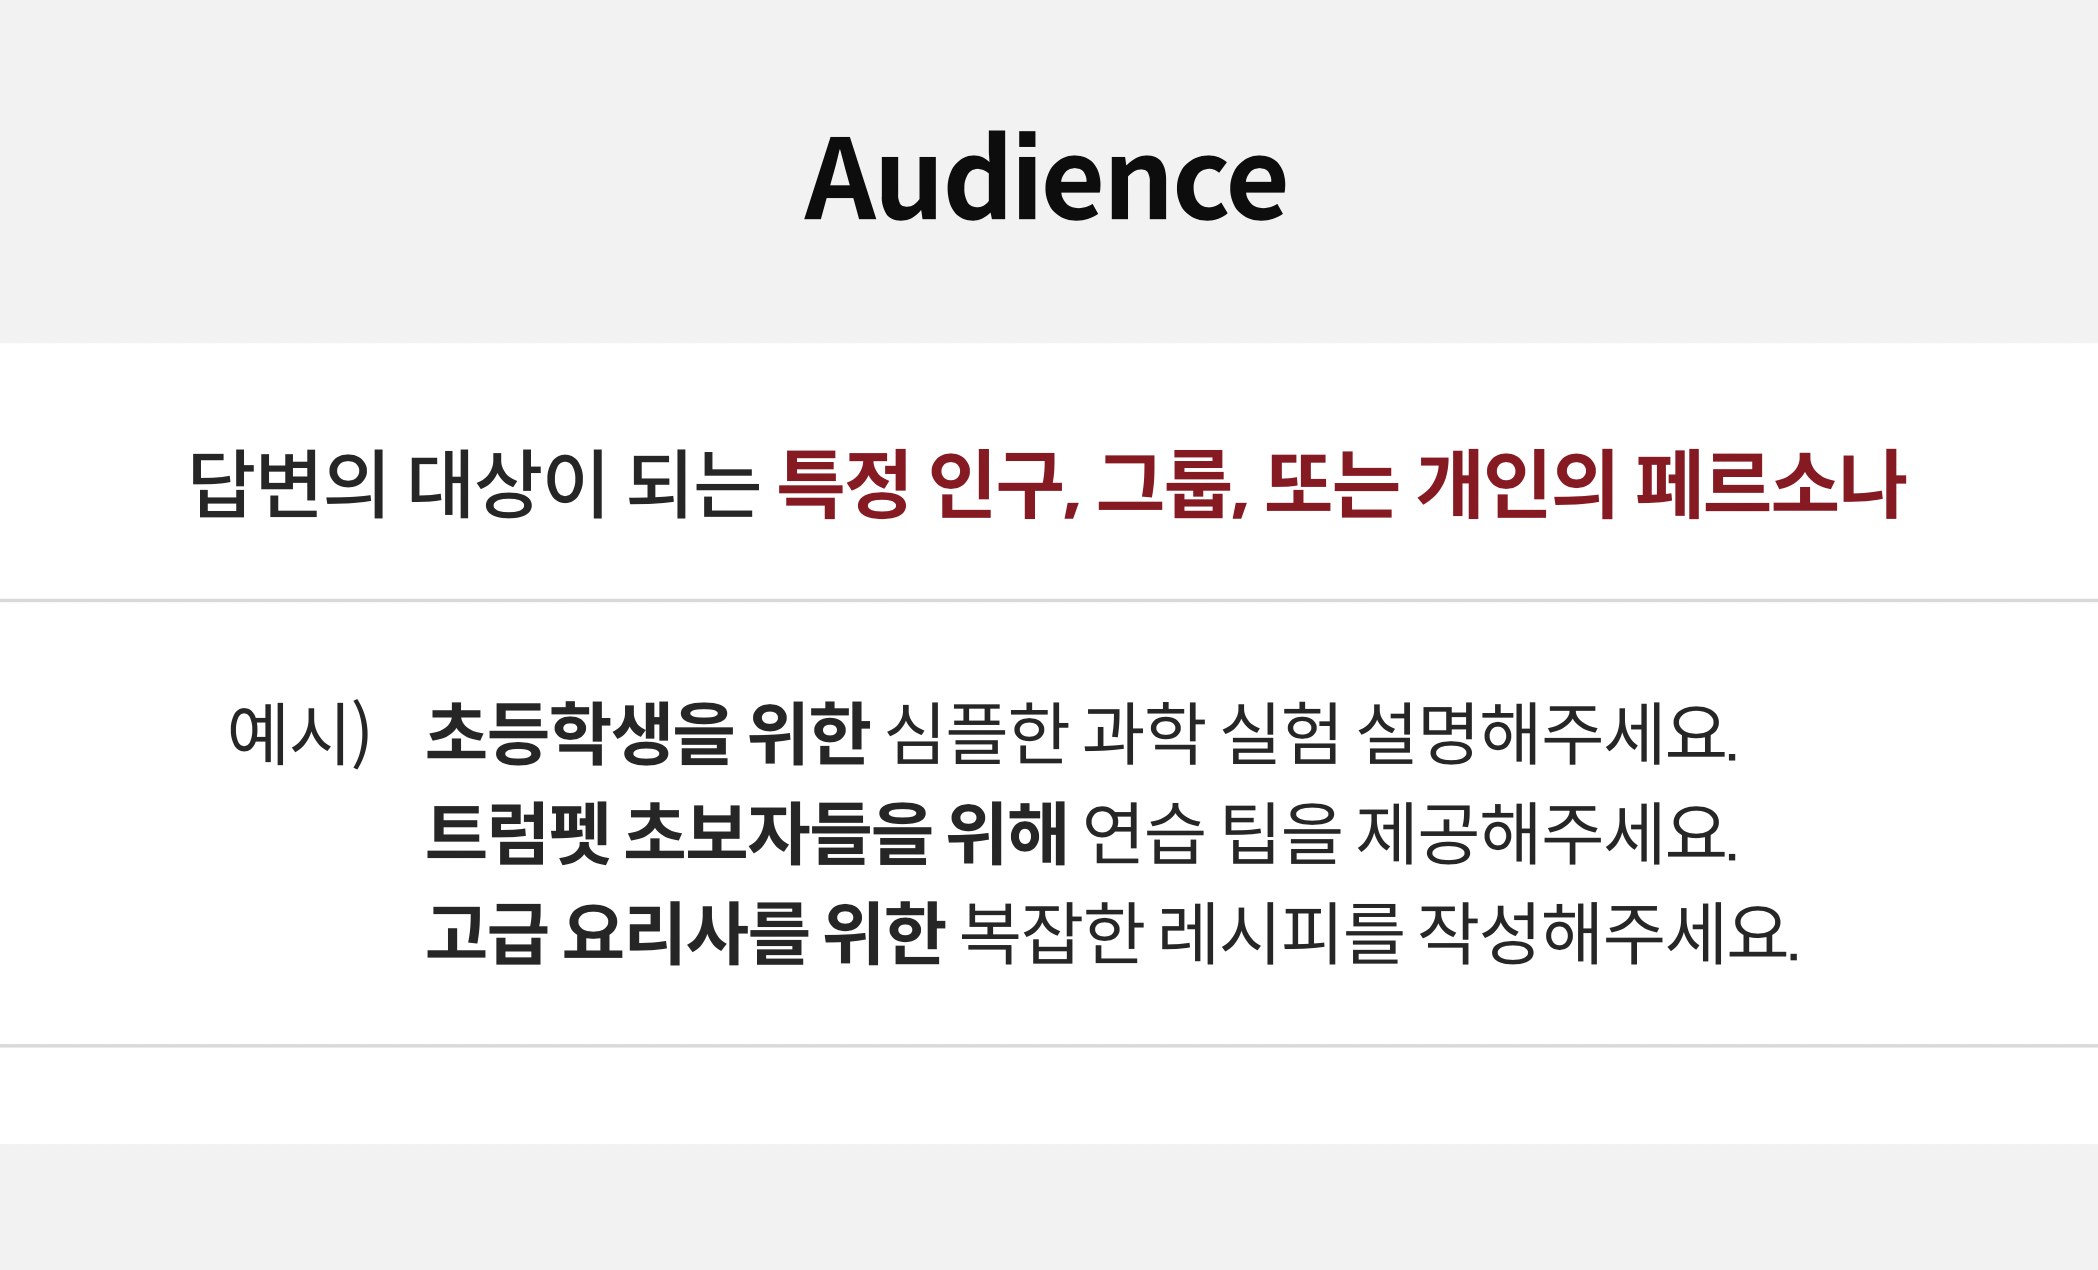 Audience
답변의 대상이 되는 특정 인구, 그룹, 또는 개인의 페르소나
예시) 초등학생을 위한 심플한 과학 실험 설명해주세요.
트럼펫 초보자들을 위해 연습 팁을 제공해주세요.
고급 요리사를 위한 복잡한 레시피를 작성해주세요.